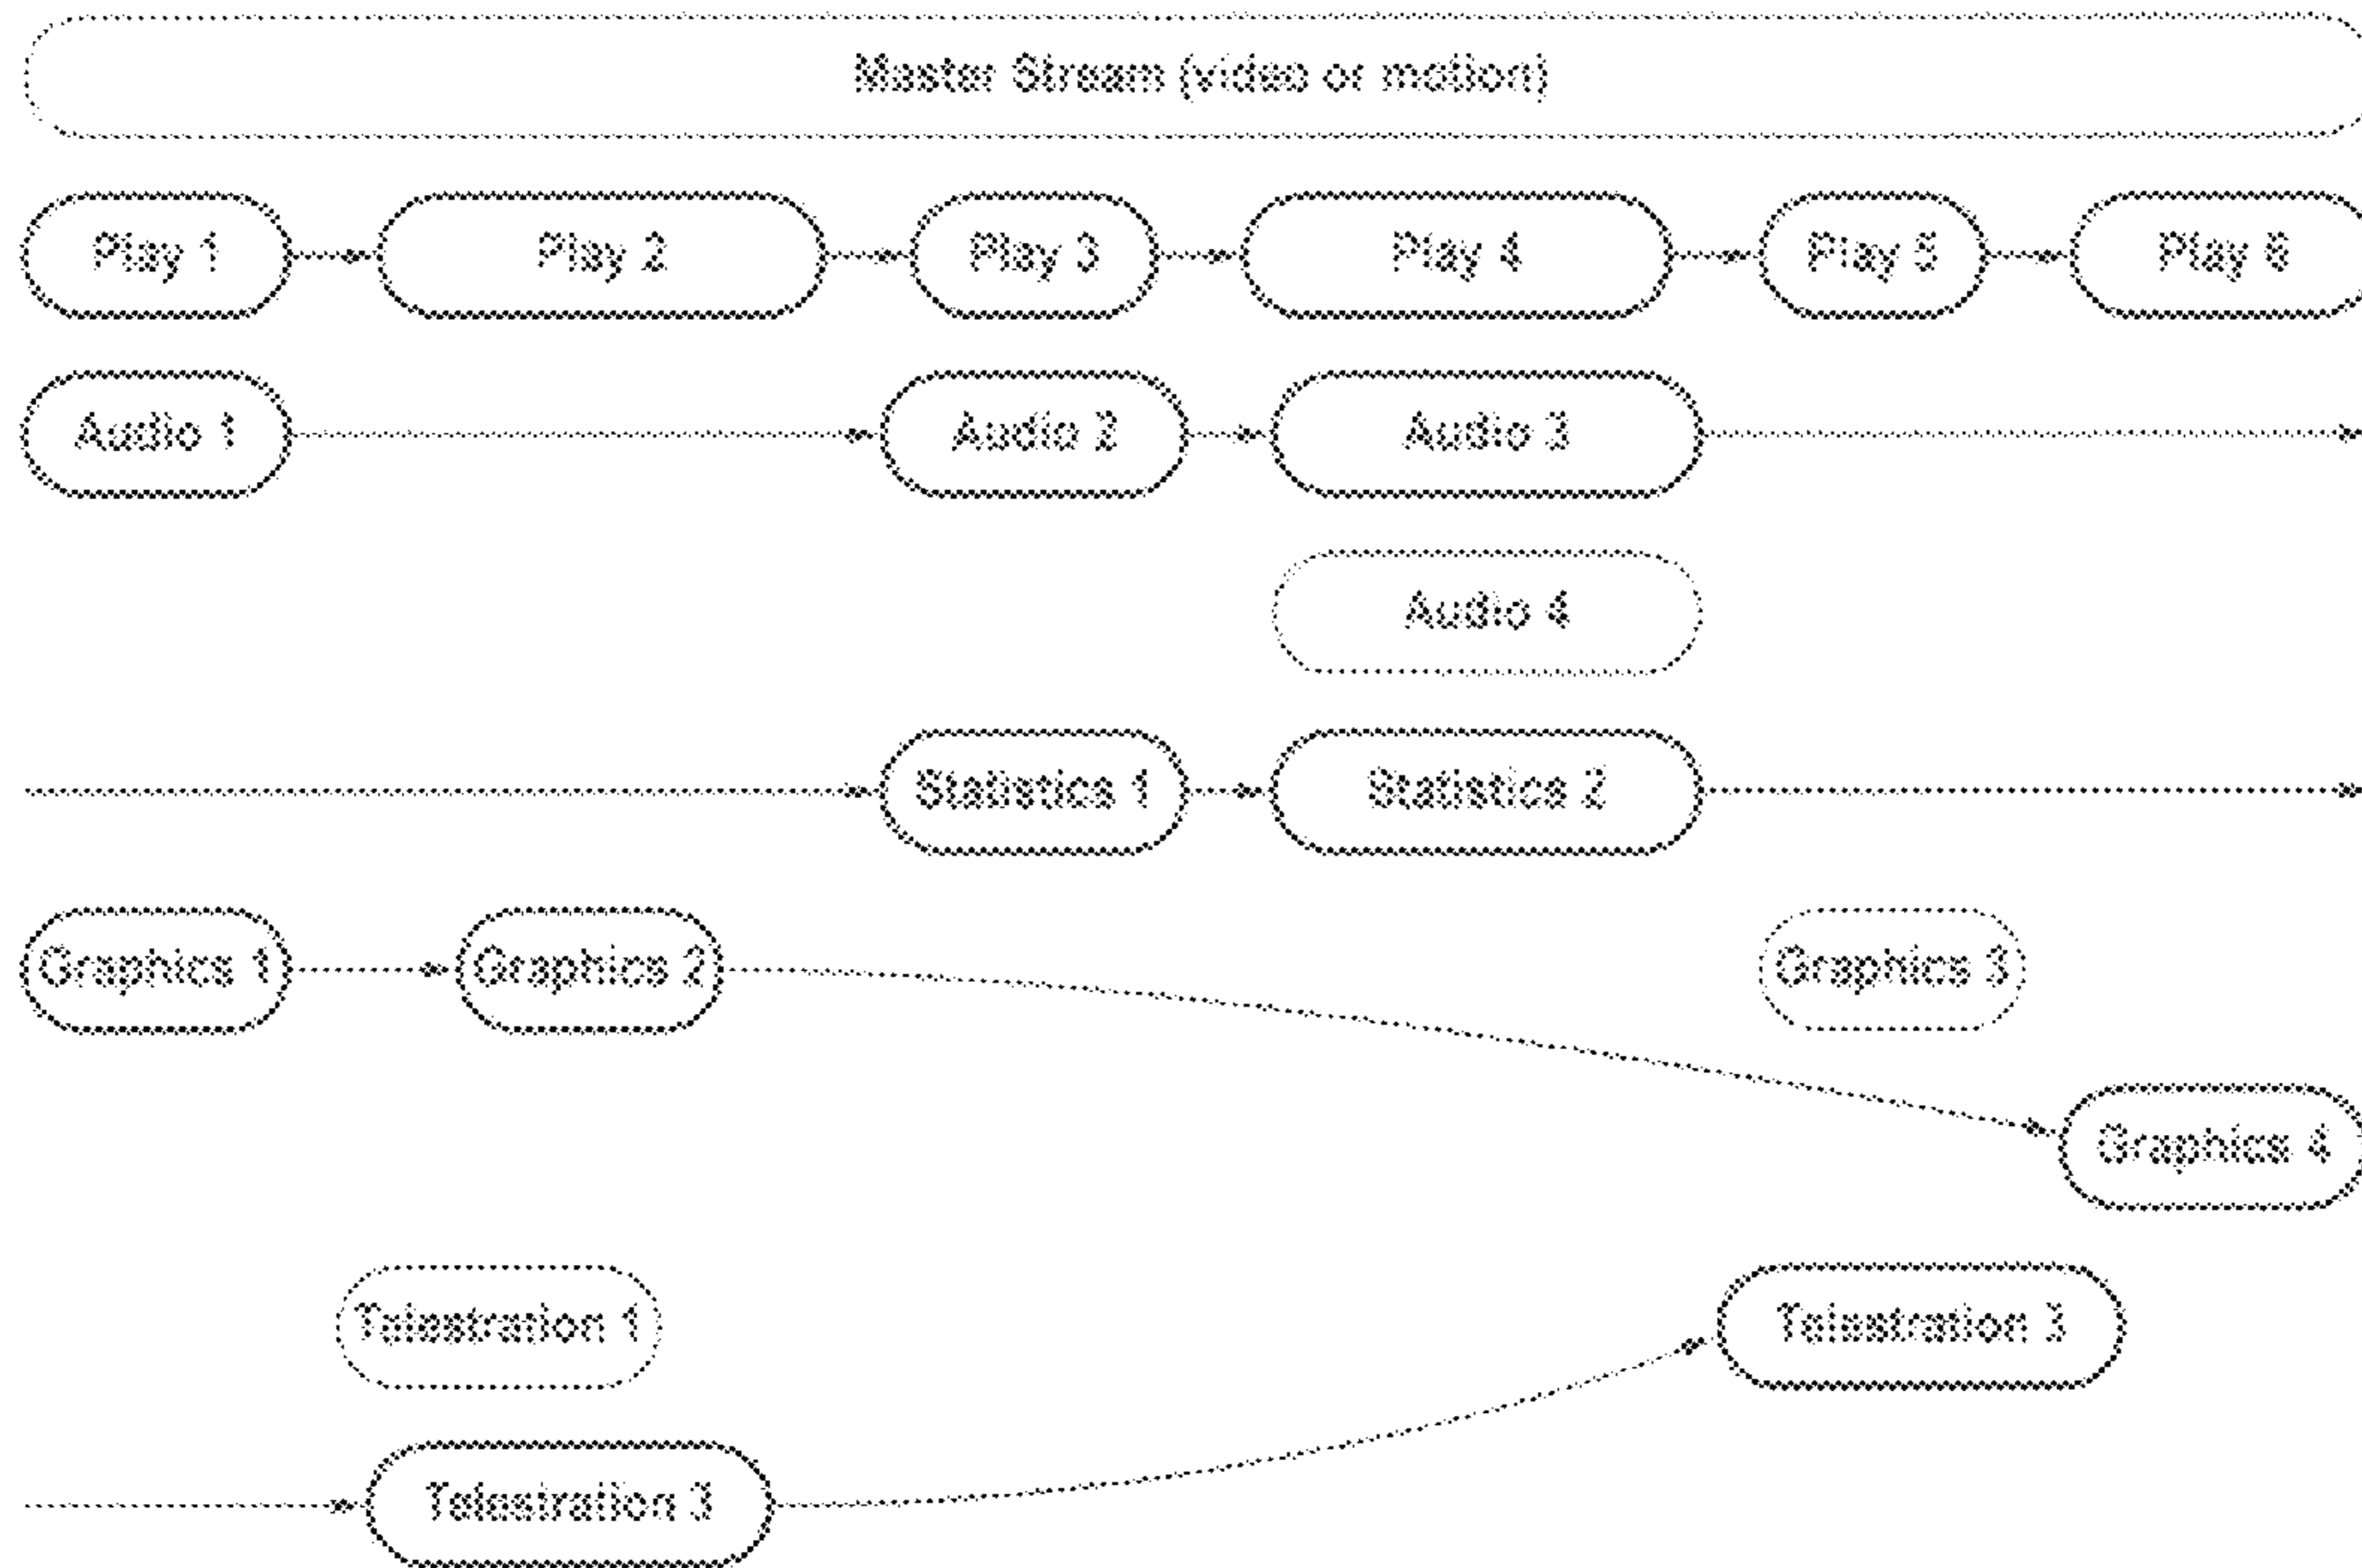 Master Stream (video or motion)
Play 1
Play 2
Play 3
Play 4
Play 5
Play 6
Audio 1
Audio 2
Audio 3
Audio 4
Statistics 1
Statistics 2
Graphics 1
Graphics 2
Graphics 3
Graphics 4
Telestration 1
Telestration 3
Telestration 3